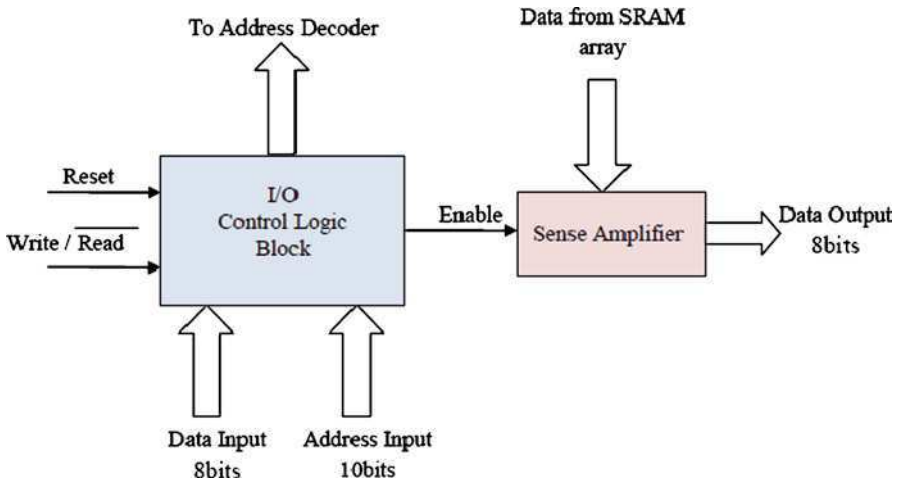 To Address Decoder
Data from SRAM
array
Reset
Write / Read
I/O
Control Logic
Block
Enable
Sense Amplifier
Data Output
8bits
Data Input
8bits
Address Input
10bits